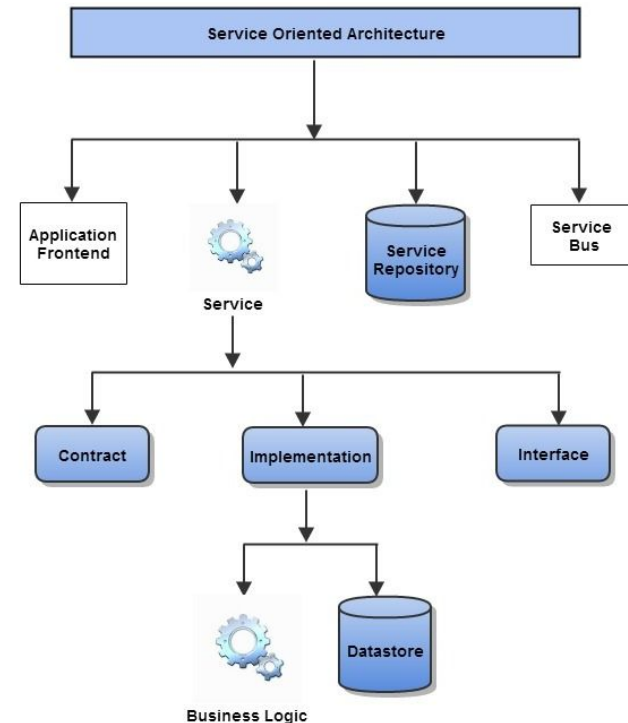 Service Oriented Architecture
Application
Frontend
Service
Service
Repository
Service
Bus
Contract
Implementation
Interface
Business Logic
Datastore